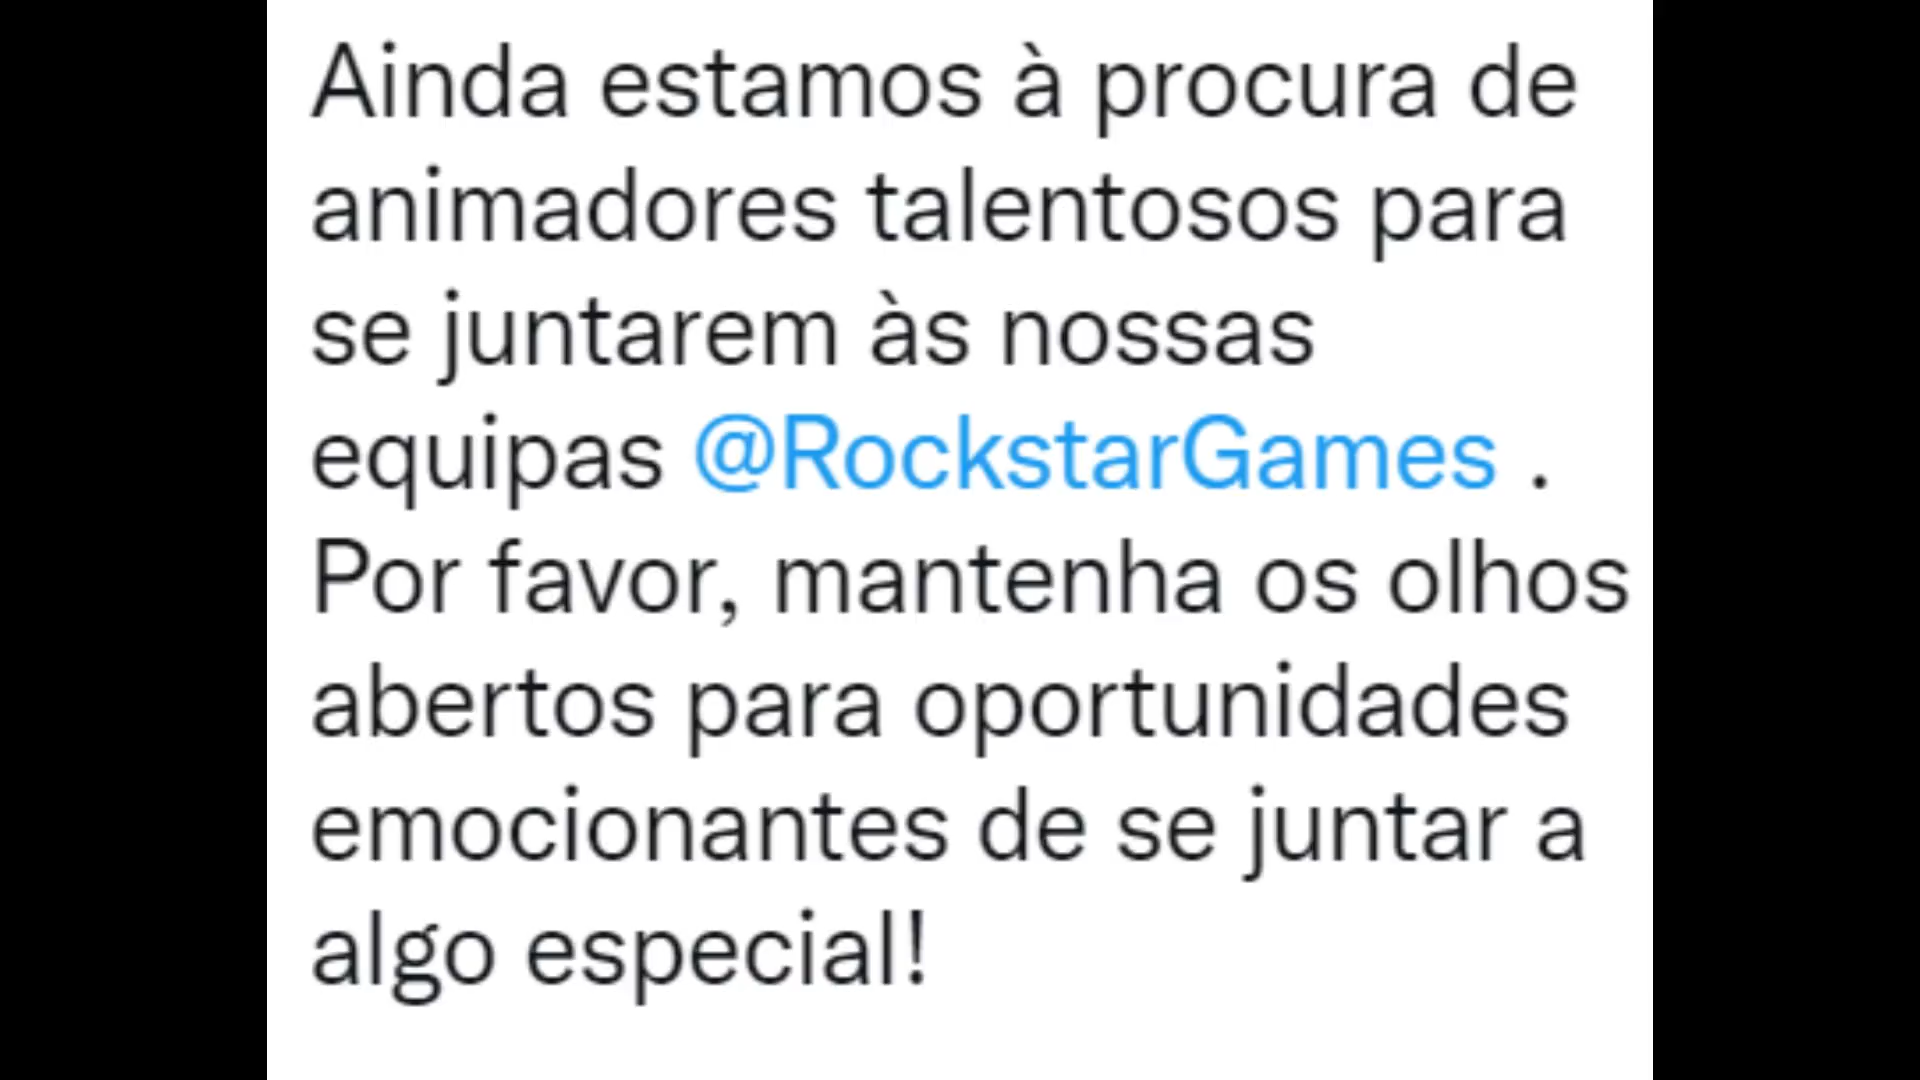 Ainda estamos à procura de
animadores talentosos para
se juntarem às nossas
equipas @RockstarGames .
Por favor, mantenha os olhos
abertos para oportunidades
emocionantes de se juntar a
algo especial!